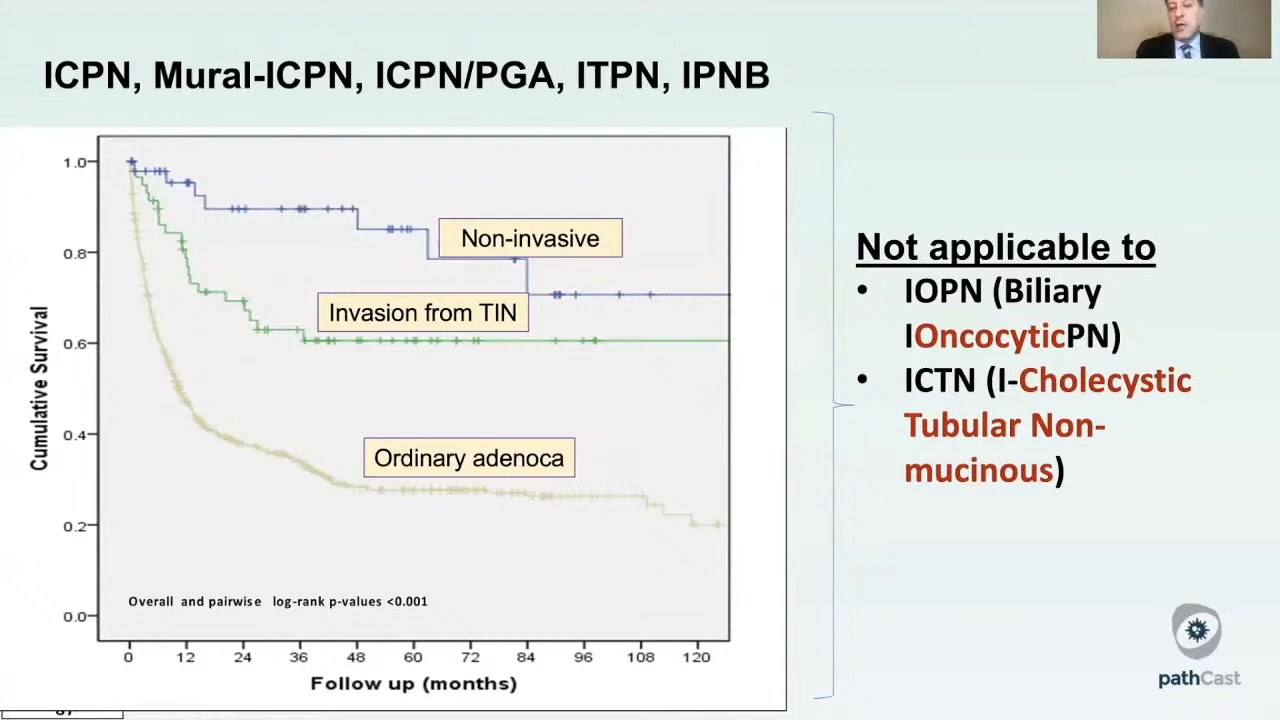 ICPN, Mural-ICPN, ICPN/PGA, ITPN, IPNB
1.0
0.8
0.6
0.4
0.2
0.0
Cumulative Survival
Non-invasive
Invasion from TIN
Ordinary adenoca
Overall and pairwise log-rank p-values <0.001
0 12 24 36 48 60 72 84 96 108 120
Follow up (months)
Not applicable to
• IOPN (Biliary
IOncocyticPN)
• ICTN (I-Cholecystic
Tubular Non-
mucinous)
pathCast